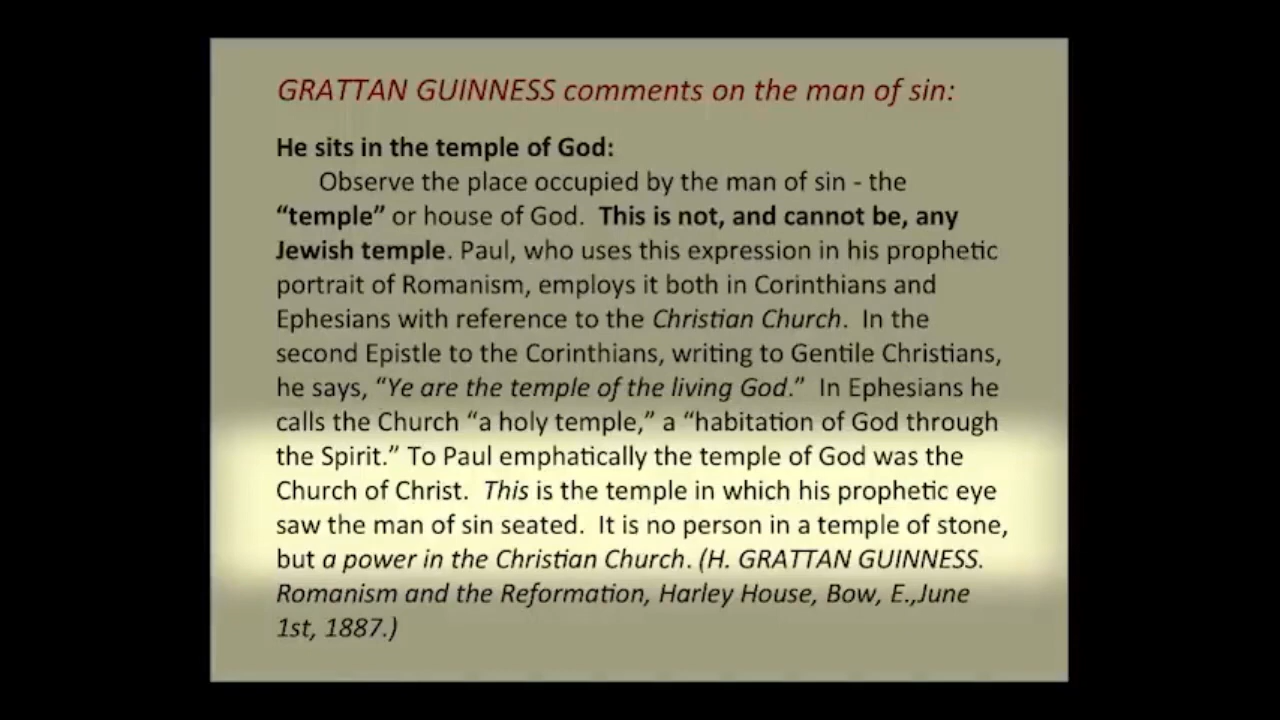 GRATTAN GUINNESS comments on the man of sin:
He sits in the temple of God:
Observe the place occupied by the man of sin - the
“temple” or house of God. This is not, and cannot be, any
Jewish temple. Paul, who uses this expression in his prophetic
portrait of Romanism, employs it both in Corinthians and
Ephesians with reference to the Christian Church. In the
second Epistle to the Corinthians, writing to Gentile Christians,
he says, “Ye are the temple of the living God.” In Ephesians he
calls the Church “a holy temple,” a “habitation of God through
the Spirit.” To Paul emphatically the temple of God was the
Church of Christ. This is the temple in which his prophetic eye
saw the man of sin seated. It is no person in a temple of stone,
but a power in the Christian Church. (H. GRATTAN GUINNESS.
Romanism and the Reformation, Harley House, Bow, E.,June
1st, 1887.)